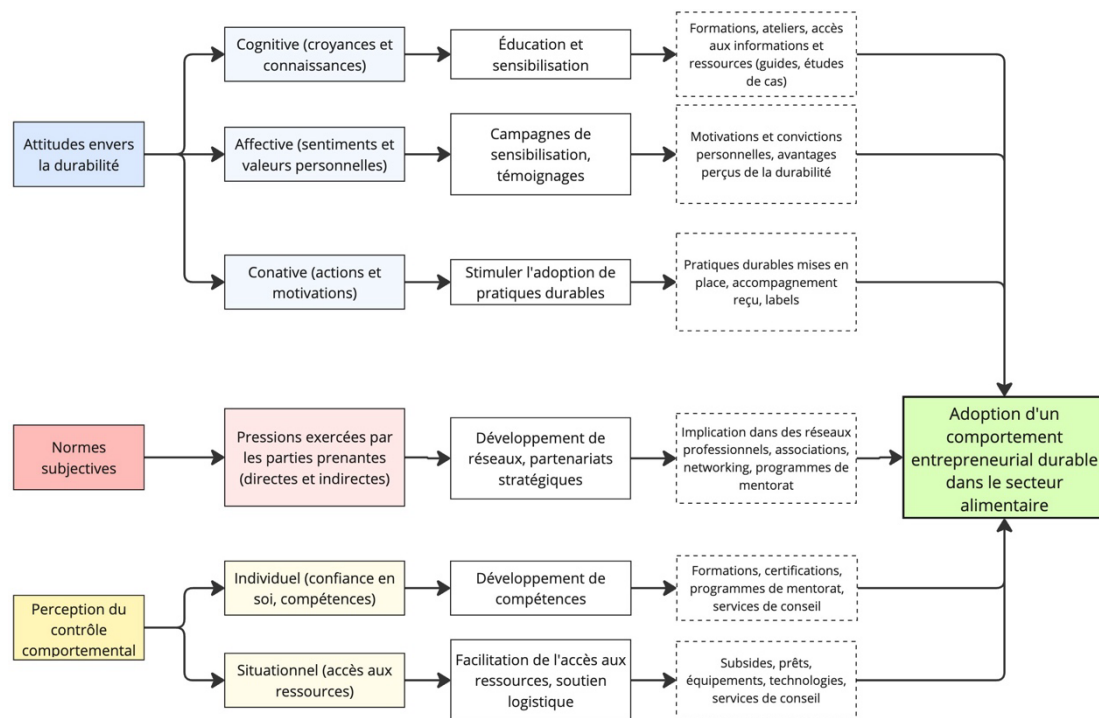 Cognitive (croyances et
connaissances)
Éducation et
sensibilisation
Formations, ateliers, accès
aux informations et
ressources (guides, études
de cas)
Attitudes envers
la durabilité
Affective (sentiments et
valeurs personnelles)
Campagnes de
sensibilisation,
témoignages
Motivations et convictions
personnelles, avantages
perçus de la durabilité
Conative (actions et
motivations)
Stimuler l'adoption de
pratiques durables
Pratiques durables mises en
place, accompagnement
reçu, labels
Normes
subjectives
Pressions exercées par
les parties prenantes
(directes et indirectes)
Développement de
réseaux, partenariats
stratégiques
Implication dans des réseaux
professionnels, associations,
networking, programmes de
mentorat
Adoption d'un
comportement
entrepreneurial durable
dans le secteur
alimentaire
Perception du
contrôle
comportemental
Individuel (confiance en
soi, compétences)
Développement de
compétences
Formations, certifications,
programmes de mentorat,
services de conseil
Situationnel (accès aux
ressources)
Facilitation de l'accès aux
ressources, soutien
logistique
Subsides, prêts,
équipements, technologies,
services de conseil